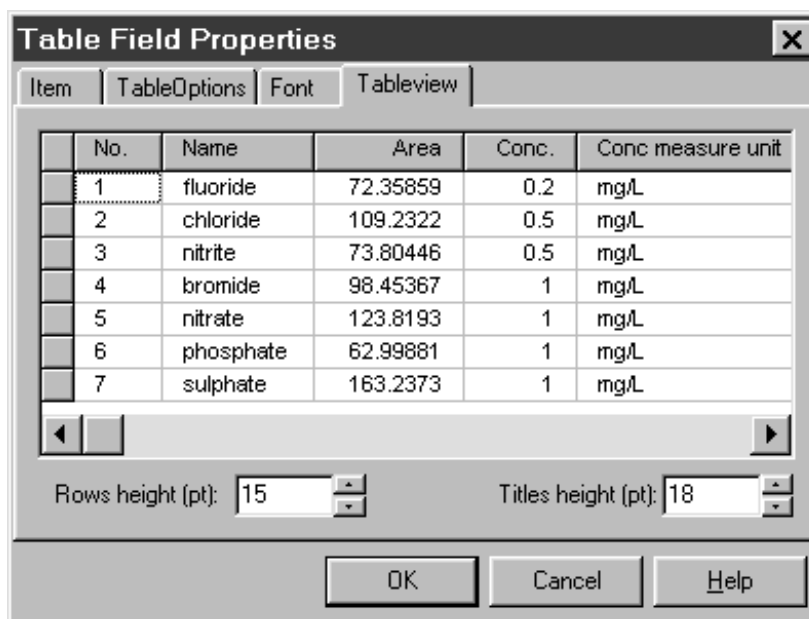 Table Field Properties
Item TableOptions Font Tableview
No. Name Area Conc. Conc measure unit
1 fluoride 72.35859 0.2 mg/L
2 chloride 109.2322 0.5 mg/L
3 nitrite 73.80446 0.5 mg/L
4 bromide 98.45367 1 mg/L
5 nitrate 123.8193 1 mg/L
6 phosphate 62.99881 1 mg/L
7 sulphate 163.2373 1 mg/L
Rows height (pt): 15 Titles height (pt): 18
OK Cancel Help